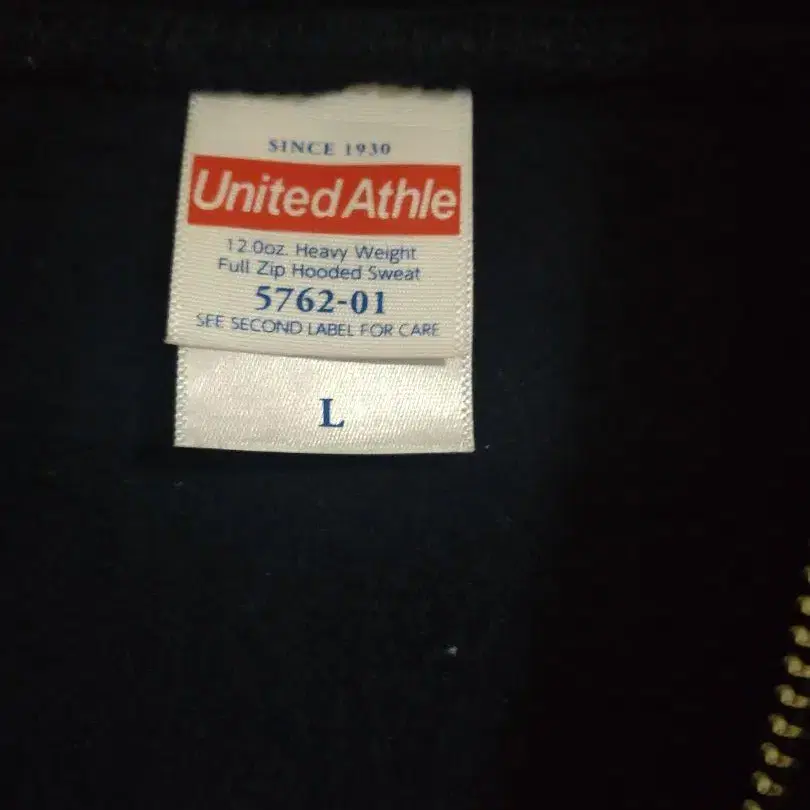 SINCE 1930
United Athle
12.0oz. Heavy Weight
Full Zip Hooded Sweat
5762-01
SEE SECOND LABEL FOR CARE
L